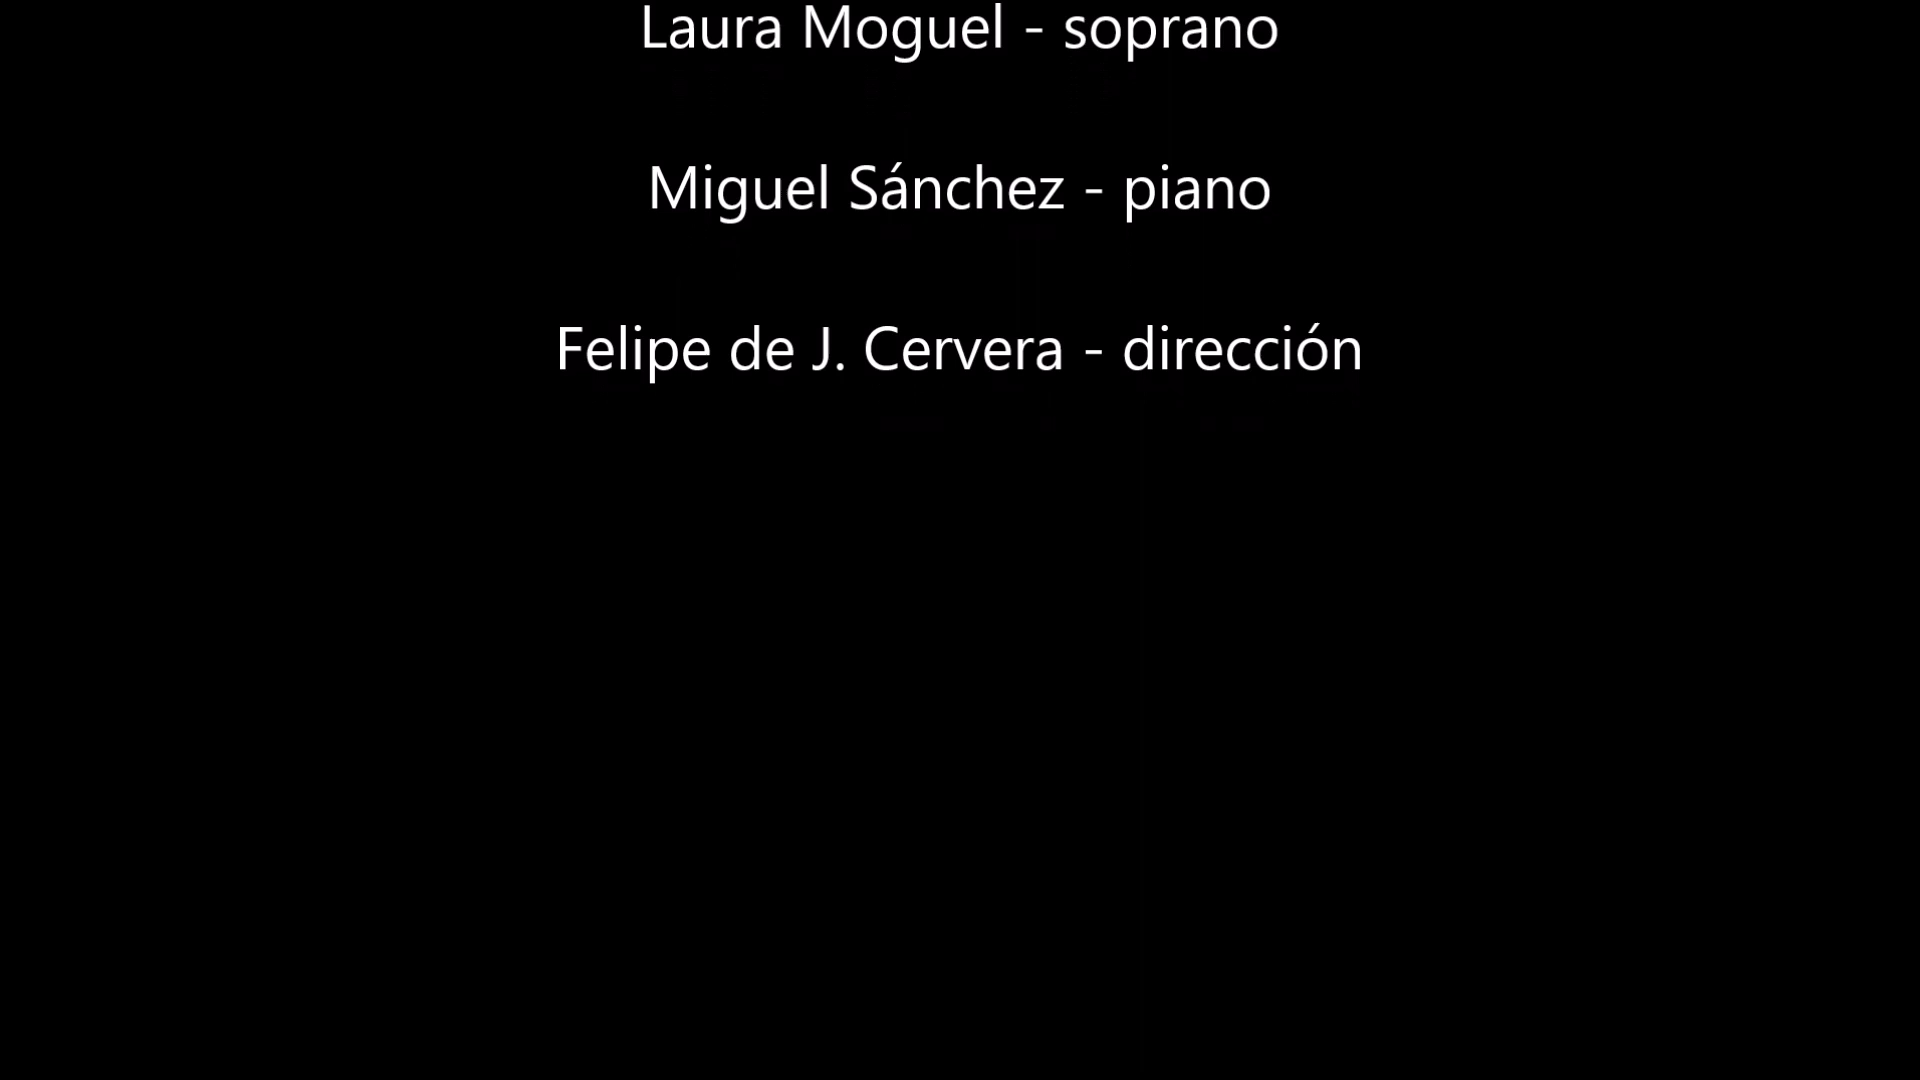 Laura Moguel - soprano
Miguel Sánchez - piano
Felipe de J. Cervera - dirección